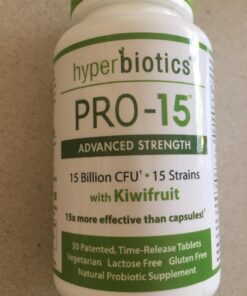 hyperbiotics®
PRO-15®
ADVANCED STRENGTH
15 Billion CFU† • 15 Strains
with Kiwifruit
15x more effective than capsules!
30 Patented, Time-Release Tablets
Vegetarian Lactose Free Gluten Free
Natural Probiotic Supplement